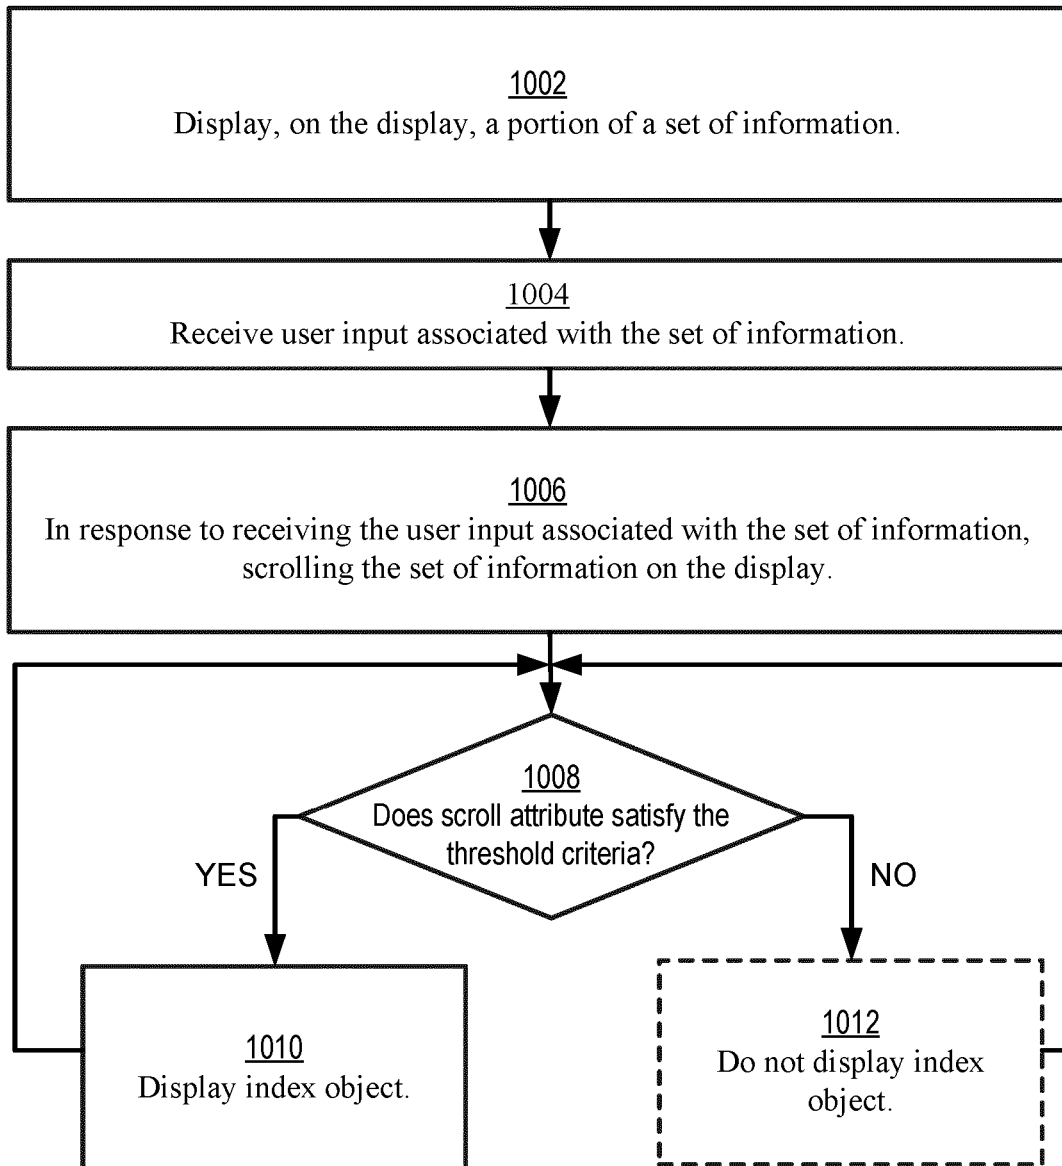 1002
Display, on the display, a portion of a set of information.
1004
Receive user input associated with the set of information.
1006
In response to receiving the user input associated with the set of information,
scrolling the set of information on the display.
1008
Does scroll attribute satisfy the
threshold criteria?
YES
NO
1010
Display index object.
1012
Do not display index
object.